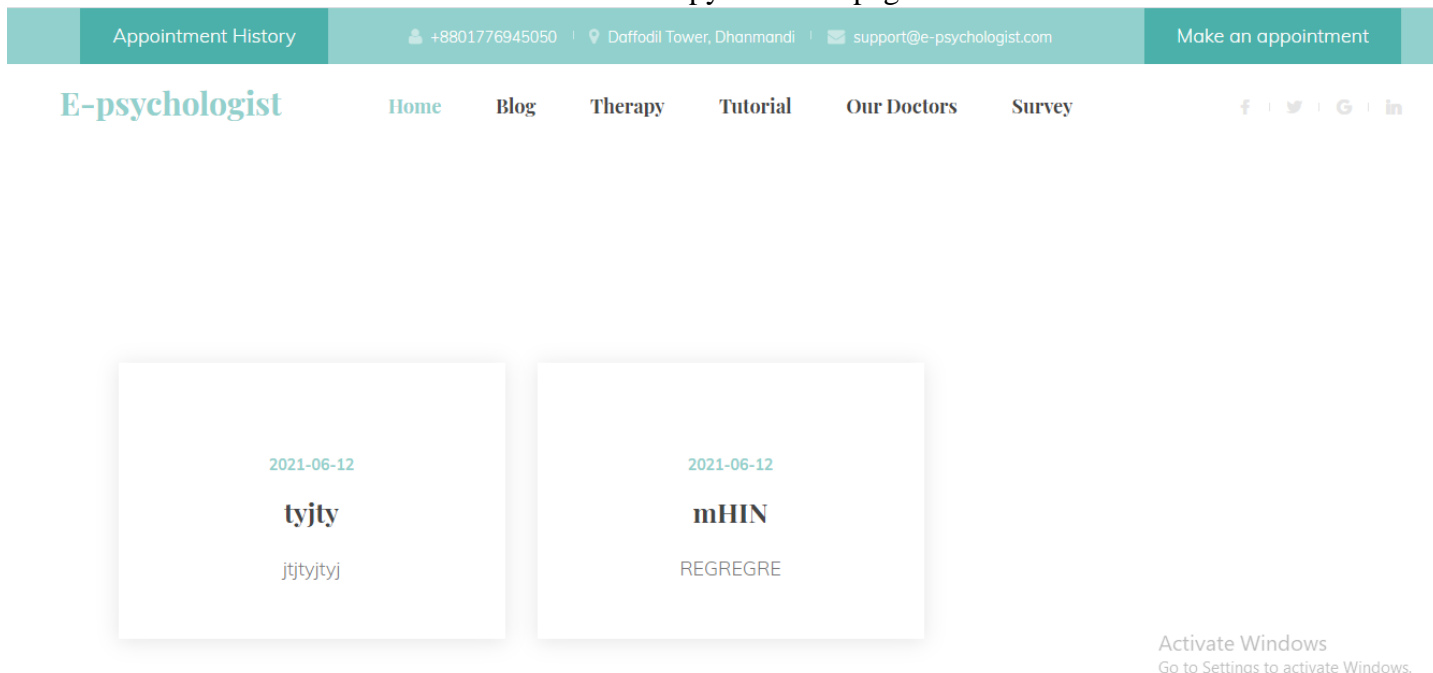 Appointment History +8801776945050 Daffodil Tower, Dhanmandi support@e-psychologist.com Make an appointment
E-psychologist Home Blog Therapy Tutorial Our Doctors Survey
2021-06-12 2021-06-12
tyjty mHIN
jtjtyjtyj REGREGRE
Activate Windows
Go to Settings to activate Windows.